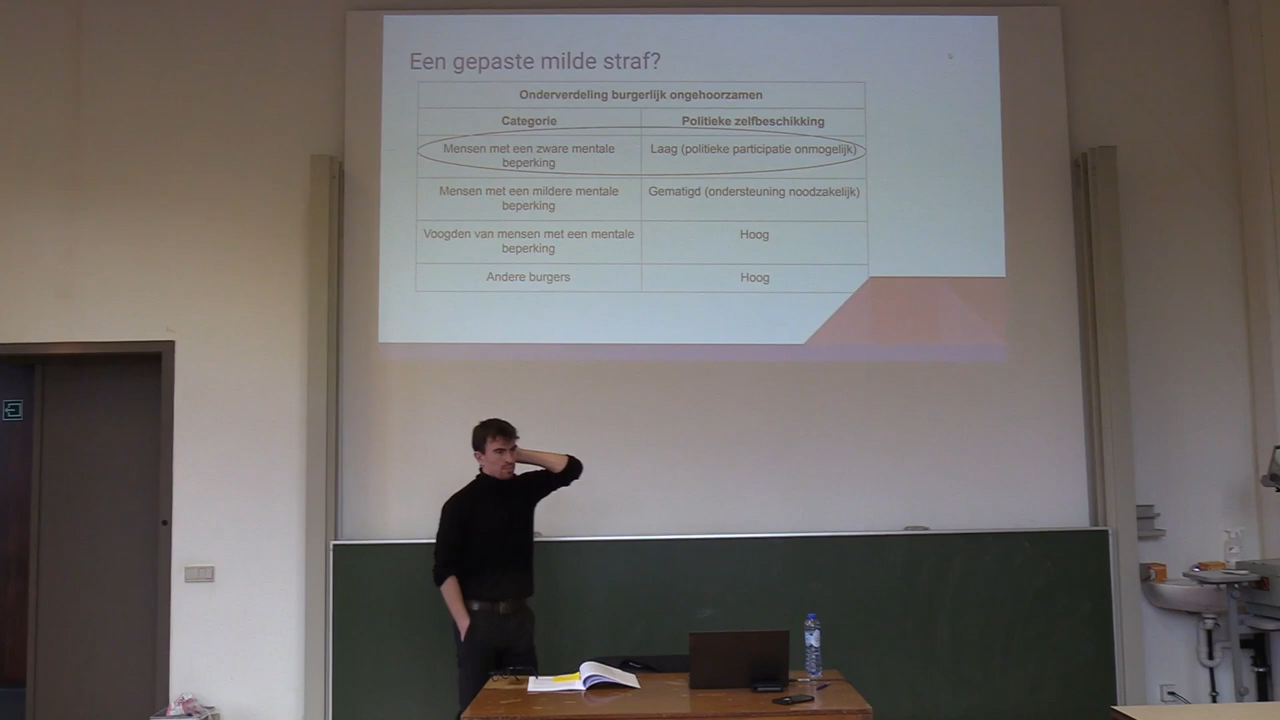 Een gepaste milde straf?
Onderverdeling burgerlijk ongehoorzamen
Categorie Politieke zelfbeschikking
Mensen met een zware mentale beperking Laag (politieke participatie onmogelijk)
Mensen met een mildere mentale beperking Gematigd (ondersteuning noodzakelijk)
Voogden van mensen met een mentale beperking Hoog
Andere burgers Hoog